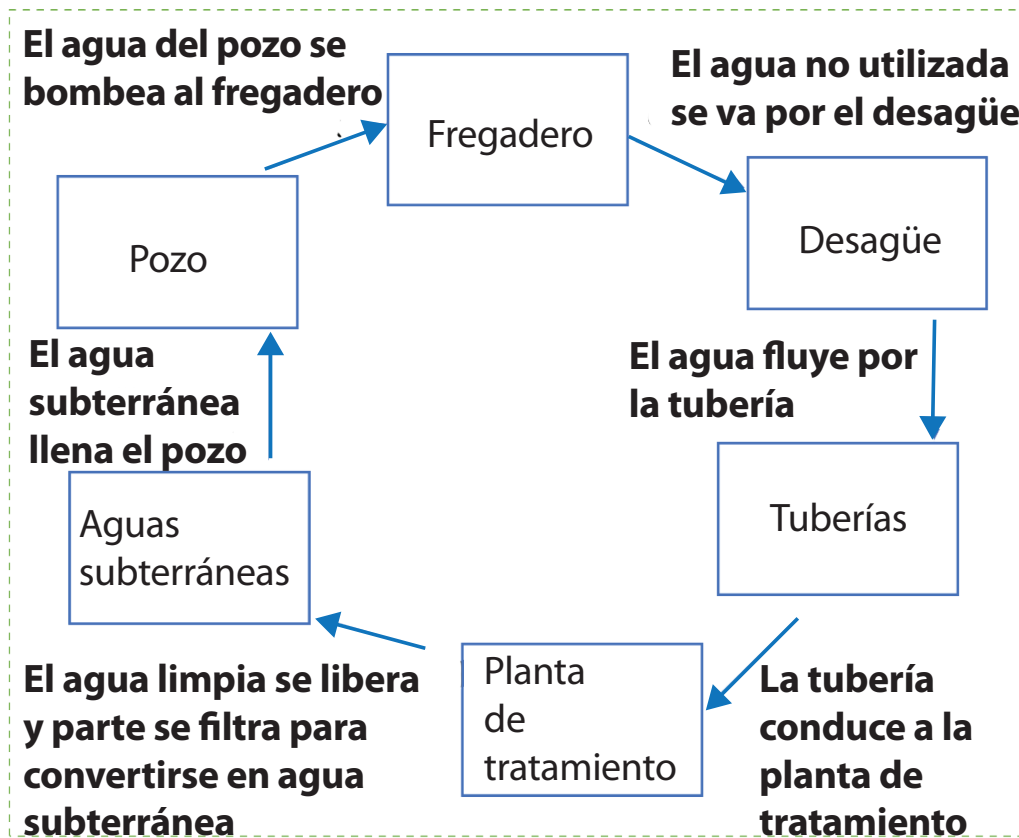 El agua del pozo se
bombea al fregadero
Fregadero
El agua no utilizada
se va por el desagüe
Desagüe
El agua fluye por
la tubería
Tuberías
La tubería
conduce a la
planta de
tratamiento
Planta
de
tratamiento
El agua limpia se libera
y parte se filtra para
convertirse en agua
subterránea
Aguas
subterráneas
El agua
subterránea
llena el pozo
Pozo